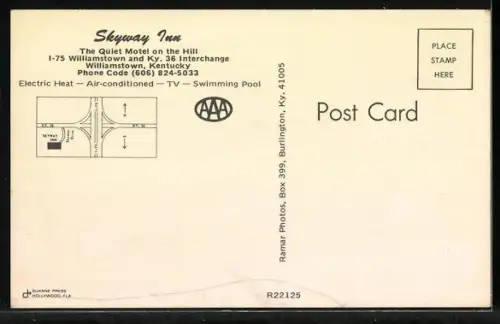 Skyway Inn
The Quiet Motel on the Hill
I-75 Williamstown and Ky. 36 Interchange
Williamstown, Kentucky
Phone Code (606) 824-5033
Electric Heat — Air-conditioned — TV — Swimming Pool
AAA
SKYWAY
INN
Ramar Photos, Box 399, Burlington, Ky. 41005
PLACE
STAMP
HERE
Post Card
DUKANE PRESS
HOLLYWOOD, FLA
R22125